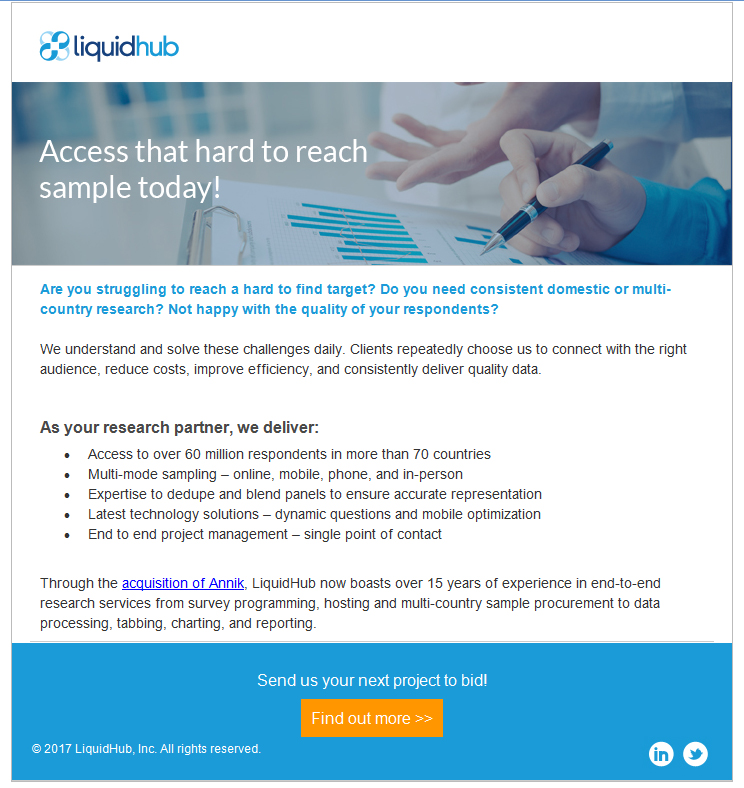 liquidhub
Access that hard to reach
sample today!
Are you struggling to reach a hard to find target? Do you need consistent domestic or multi-
country research? Not happy with the quality of your respondents?
We understand and solve these challenges daily. Clients repeatedly choose us to connect with the right
audience, reduce costs, improve efficiency, and consistently deliver quality data.
As your research partner, we deliver:
• Access to over 60 million respondents in more than 70 countries
• Multi-mode sampling – online, mobile, phone, and in-person
• Expertise to dedupe and blend panels to ensure accurate representation
• Latest technology solutions – dynamic questions and mobile optimization
• End to end project management – single point of contact
Through the acquisition of Annik, LiquidHub now boasts over 15 years of experience in end-to-end
research services from survey programming, hosting and multi-country sample procurement to data
processing, tabbing, charting, and reporting.
Send us your next project to bid!
Find out more >>
© 2017 LiquidHub, Inc. All rights reserved.
in